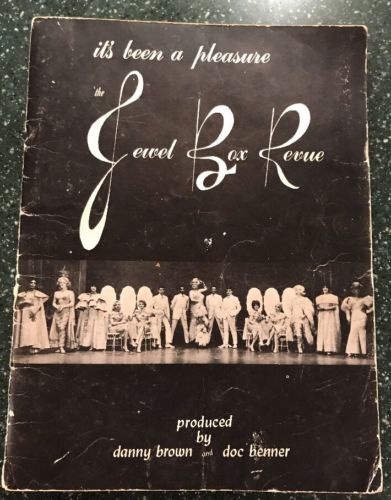 it's been a pleasure
the Jewel Box Revue
produced
by
danny brown and doc benner